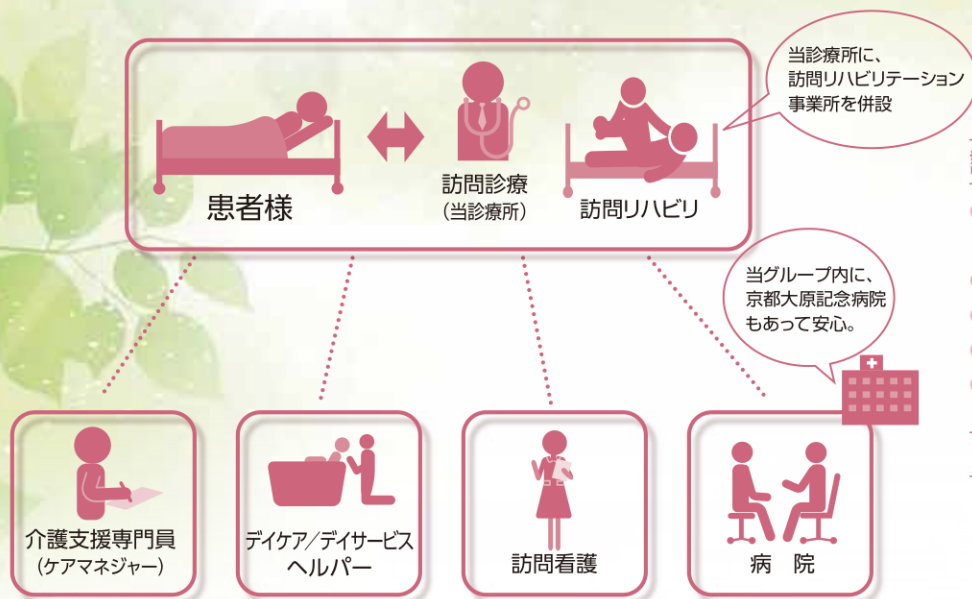 当診療所に、
訪問リハビリテーション
事業所を併設
患者様
訪問診療
(当診療所)
訪問リハビリ
当グループ内に、
京都大原記念病院
もあって安心。
介護支援専門員
(ケアマネジャー)
デイケア/デイサービス
ヘルパー
訪問看護
病 院